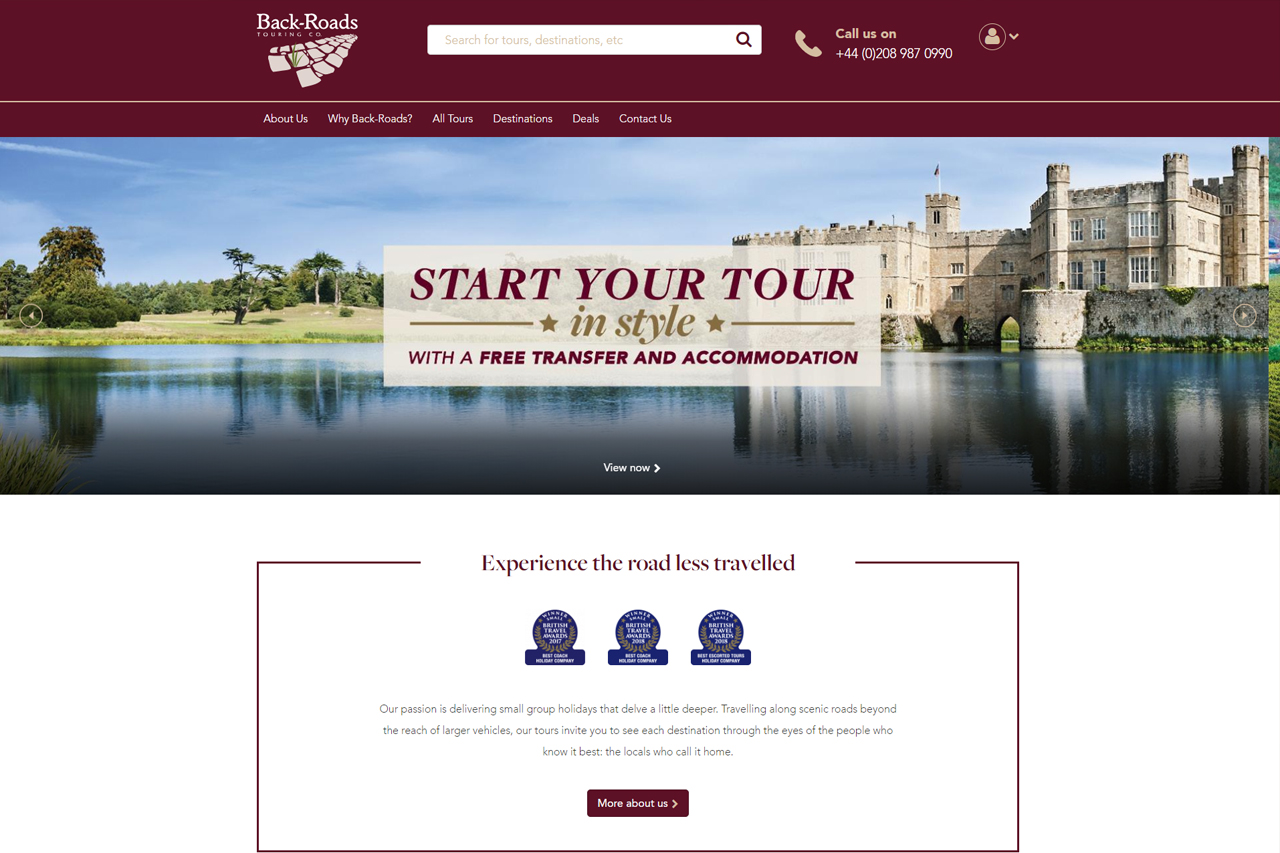 Back-Roads
TOURING CO.
Search for tours, destinations, etc
Call us on
+44 (0)208 987 0990
About Us
Why Back-Roads?
All Tours
Destinations
Deals
Contact Us
START YOUR TOUR
in style
WITH A FREE TRANSFER AND ACCOMMODATION
View now
Experience the road less travelled
WINNER
SMALL
BRITISH
TRAVEL
AWARDS
2017
BEST COACH
HOLIDAY COMPANY
WINNER
SMALL
BRITISH
TRAVEL
AWARDS
2018
BEST COACH
HOLIDAY COMPANY
WINNER
SMALL
BRITISH
TRAVEL
AWARDS
2018
BEST ESCORTED TOURS
HOLIDAY COMPANY
Our passion is delivering small group holidays that delve a little deeper. Travelling along scenic roads beyond
the reach of larger vehicles, our tours invite you to see each destination through the eyes of the people who
know it best: the locals who call it home.
More about us